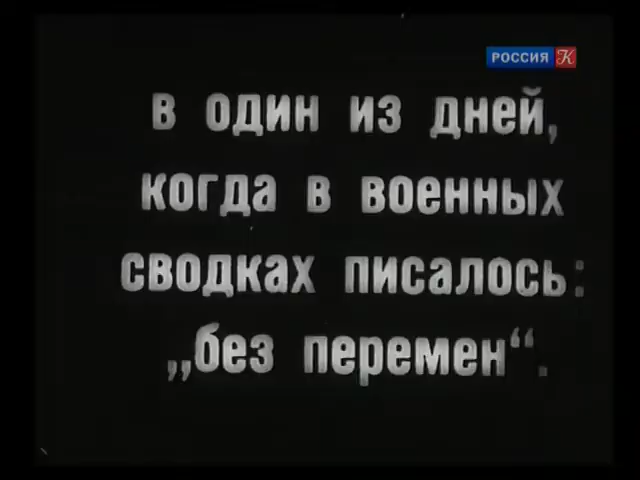 РОССИЯ К
в один из дней,
когда в военных
сводках писалось:
„без перемен“.